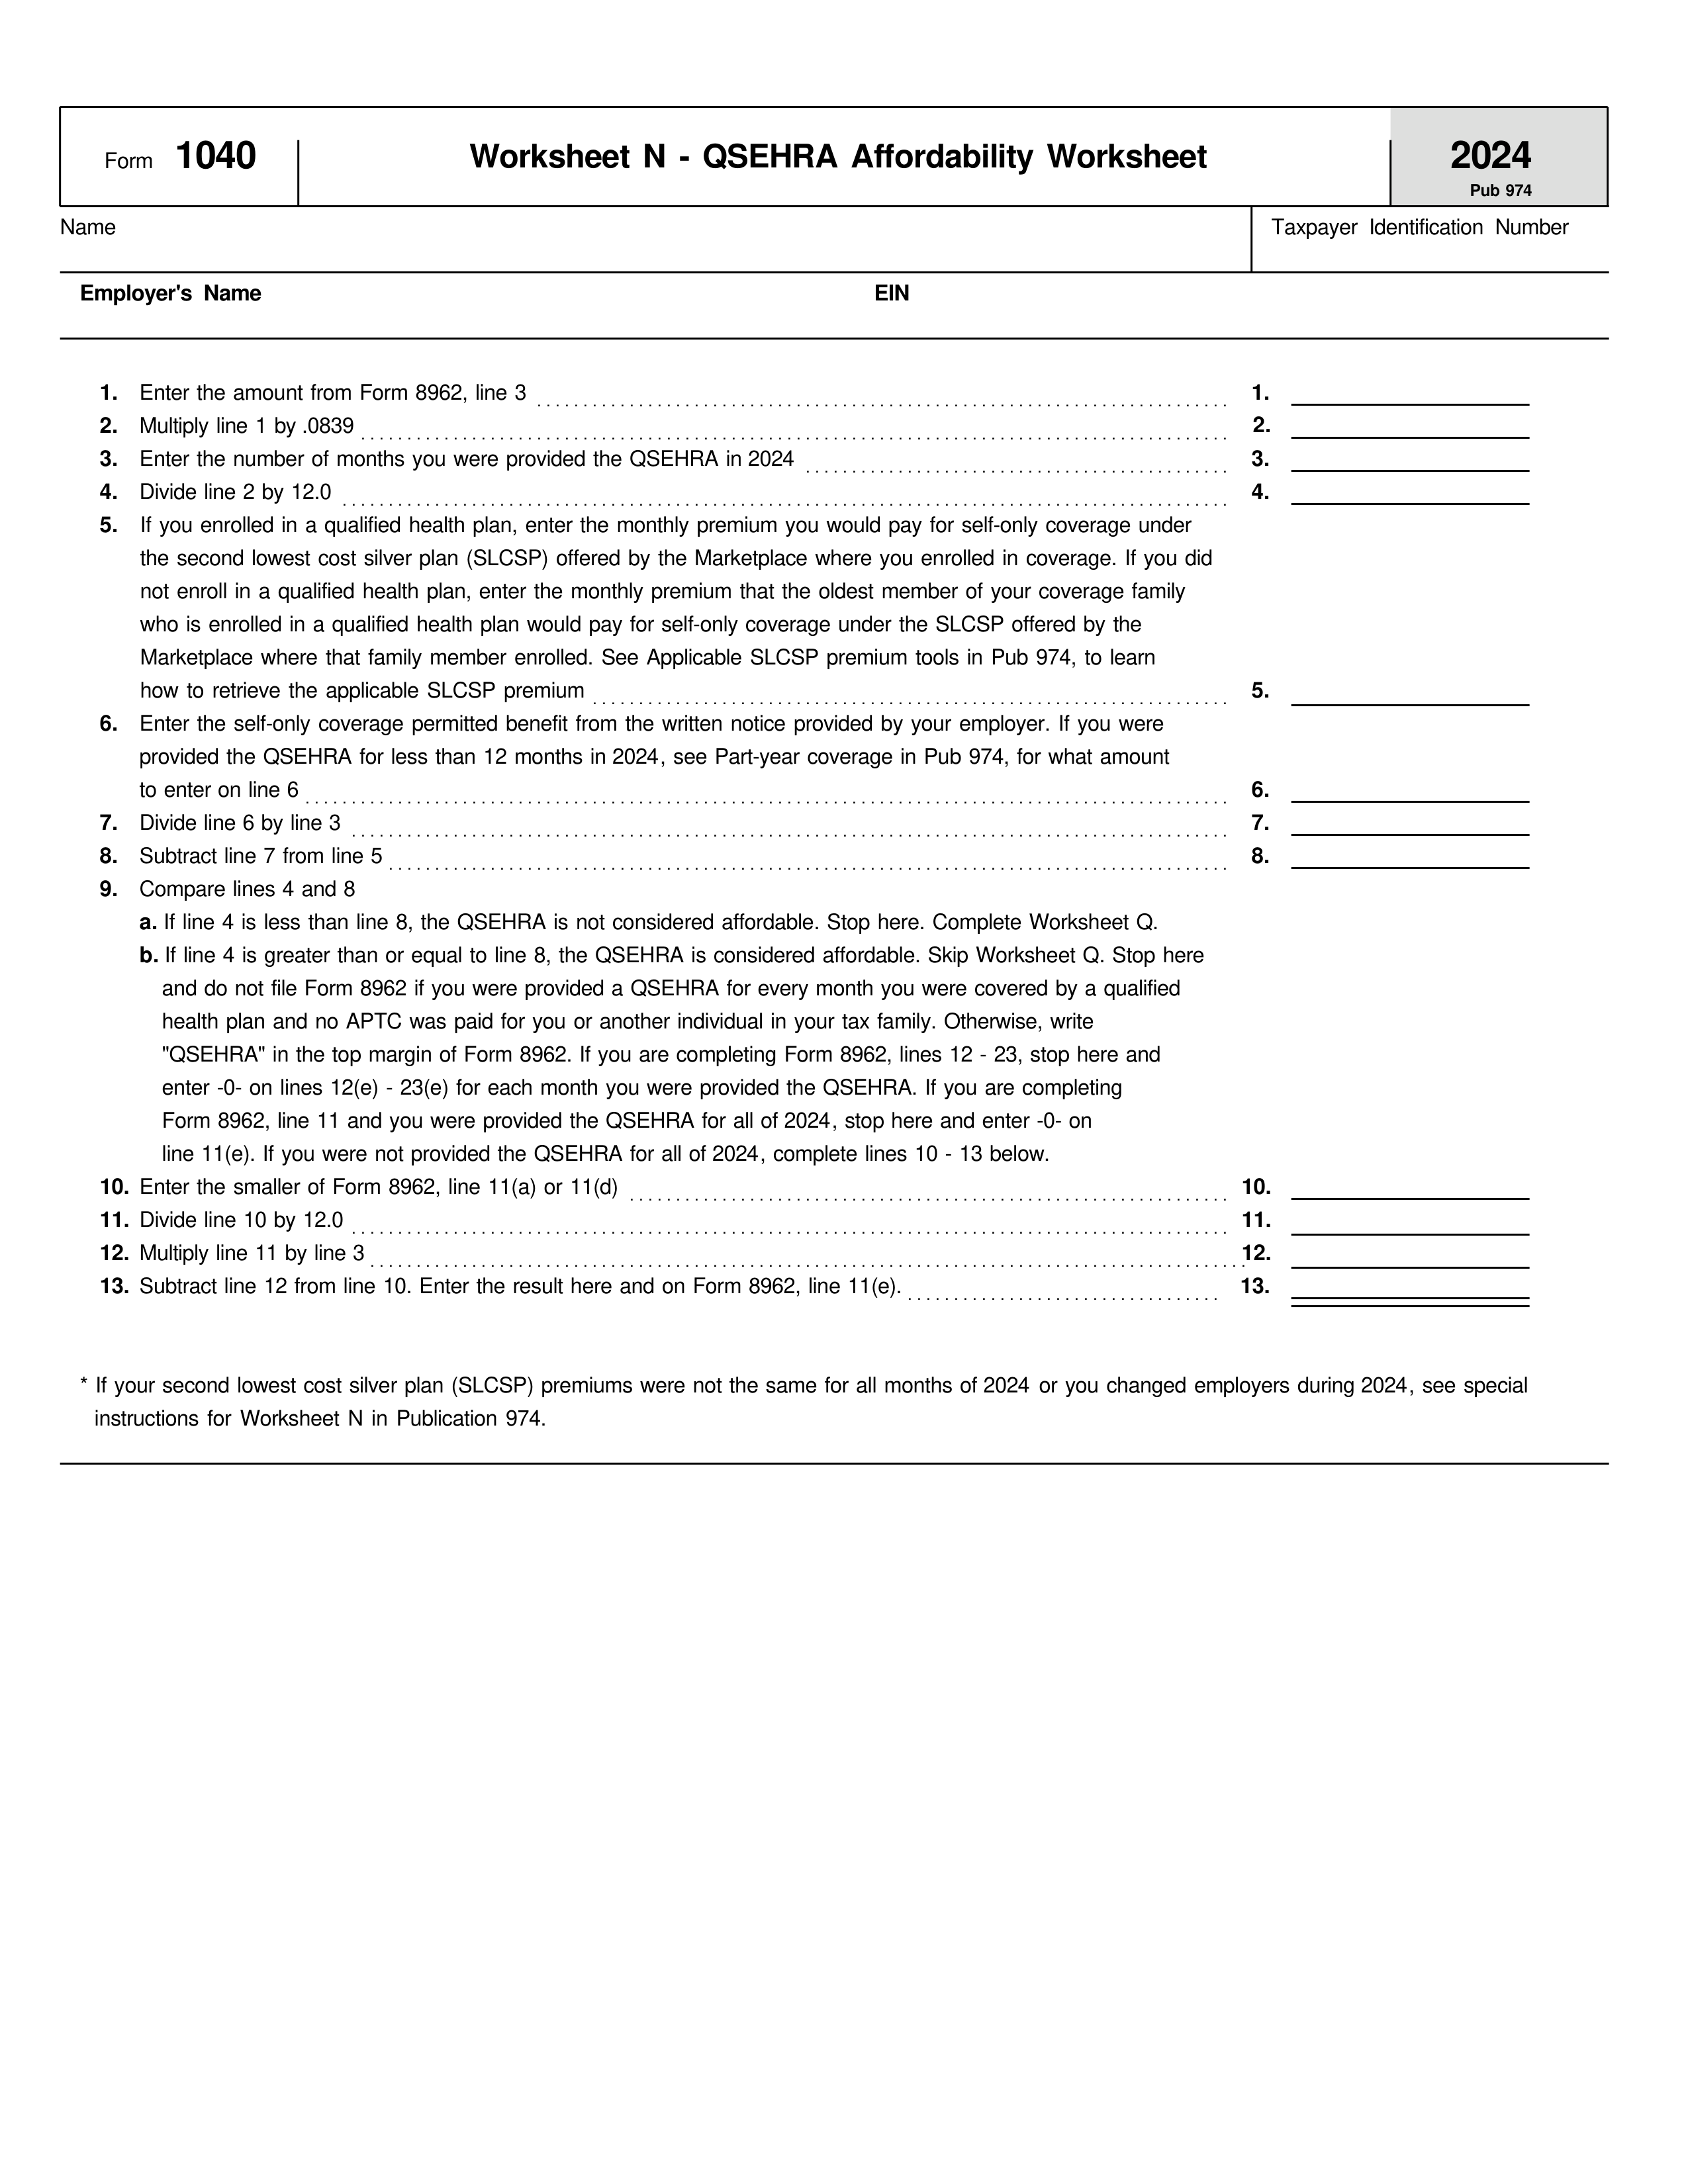 Form 1040 Worksheet N - QSEHRA Affordability Worksheet 2024
Pub 974
Name Taxpayer Identification Number
Employer's Name EIN
1. Enter the amount from Form 8962, line 3 1.
2. Multiply line 1 by .0839 2.
3. Enter the number of months you were provided the QSEHRA in 2024 3.
4. Divide line 2 by 12.0 4.
5. If you enrolled in a qualified health plan, enter the monthly premium you would pay for self-only coverage under
the second lowest cost silver plan (SLCSP) offered by the Marketplace where you enrolled in coverage. If you did
not enroll in a qualified health plan, enter the monthly premium that the oldest member of your coverage family
who is enrolled in a qualified health plan would pay for self-only coverage under the SLCSP offered by the
Marketplace where that family member enrolled. See Applicable SLCSP premium tools in Pub 974, to learn
how to retrieve the applicable SLCSP premium 5.
6. Enter the self-only coverage permitted benefit from the written notice provided by your employer. If you were
provided the QSEHRA for less than 12 months in 2024, see Part-year coverage in Pub 974, for what amount
to enter on line 6 6.
7. Divide line 6 by line 3 7.
8. Subtract line 7 from line 5 8.
9. Compare lines 4 and 8
a. If line 4 is less than line 8, the QSEHRA is not considered affordable. Stop here. Complete Worksheet Q.
b. If line 4 is greater than or equal to line 8, the QSEHRA is considered affordable. Skip Worksheet Q. Stop here
and do not file Form 8962 if you were provided a QSEHRA for every month you were covered by a qualified
health plan and no APTC was paid for you or another individual in your tax family. Otherwise, write
"QSEHRA" in the top margin of Form 8962. If you are completing Form 8962, lines 12 - 23, stop here and
enter -0- on lines 12(e) - 23(e) for each month you were provided the QSEHRA. If you are completing
Form 8962, line 11 and you were provided the QSEHRA for all of 2024, stop here and enter -0- on
line 11(e). If you were not provided the QSEHRA for all of 2024, complete lines 10 - 13 below.
10. Enter the smaller of Form 8962, line 11(a) or 11(d) 10.
11. Divide line 10 by 12.0 11.
12. Multiply line 11 by line 3 12.
13. Subtract line 12 from line 10. Enter the result here and on Form 8962, line 11(e). 13.
* If your second lowest cost silver plan (SLCSP) premiums were not the same for all months of 2024 or you changed employers during 2024, see special
instructions for Worksheet N in Publication 974.